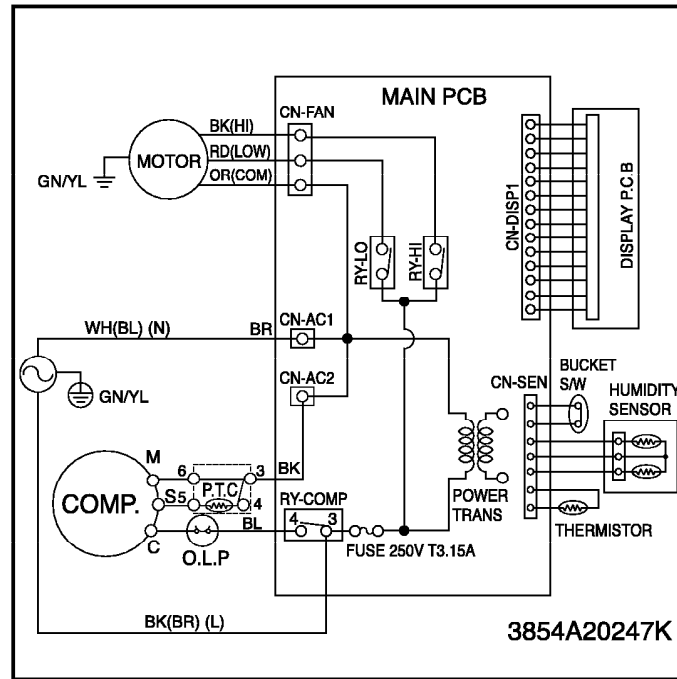 MAIN PCB
CN-FAN
BK(HI)
RD(LOW)
OR(COM)
MOTOR
GN/YL
CN-DISP1
DISPLAY P.C.B
RY-LO
RY-HI
WH(BL) (N)
BR
CN-AC1
CN-AC2
GN/YL
CN-SEN
BUCKET
S/W
HUMIDITY
SENSOR
M
6
3
BK
P.T.C
S
5
4
COMP.
RY-COMP
4
3
C
BL
O.L.P
POWER
TRANS
FUSE 250V T3.15A
THERMISTOR
BK(BR) (L)
3854A20247K